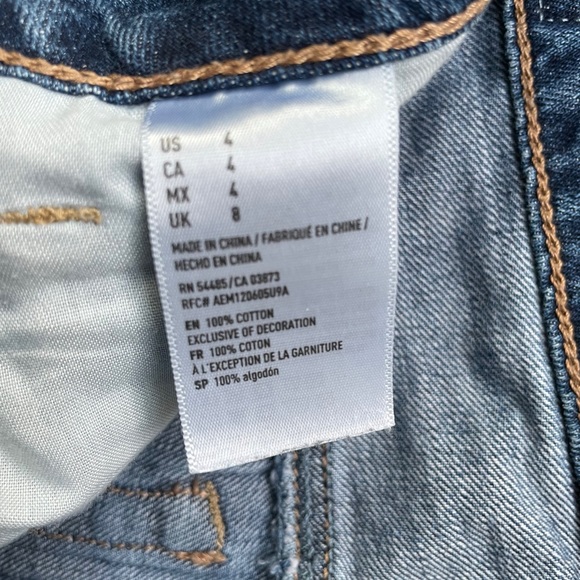 US 4
CA 4
MX 4
UK 8
MADE IN CHINA / FABRIQUÉ EN CHINE /
HECHO EN CHINA
RN 54485/CA 03873
RFC# AEM120605U9A
EN 100% COTTON
EXCLUSIVE OF DECORATION
FR 100% COTON
À L'EXCEPTION DE LA GARNITURE
SP 100% algodón